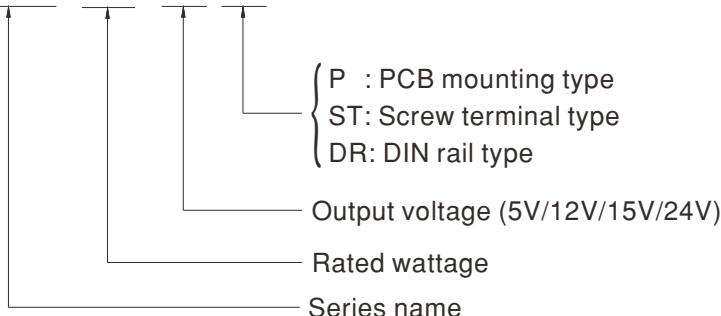 P : PCB mounting type
ST: Screw terminal type
DR: DIN rail type
Output voltage (5V/12V/15V/24V)
Rated wattage
Series name